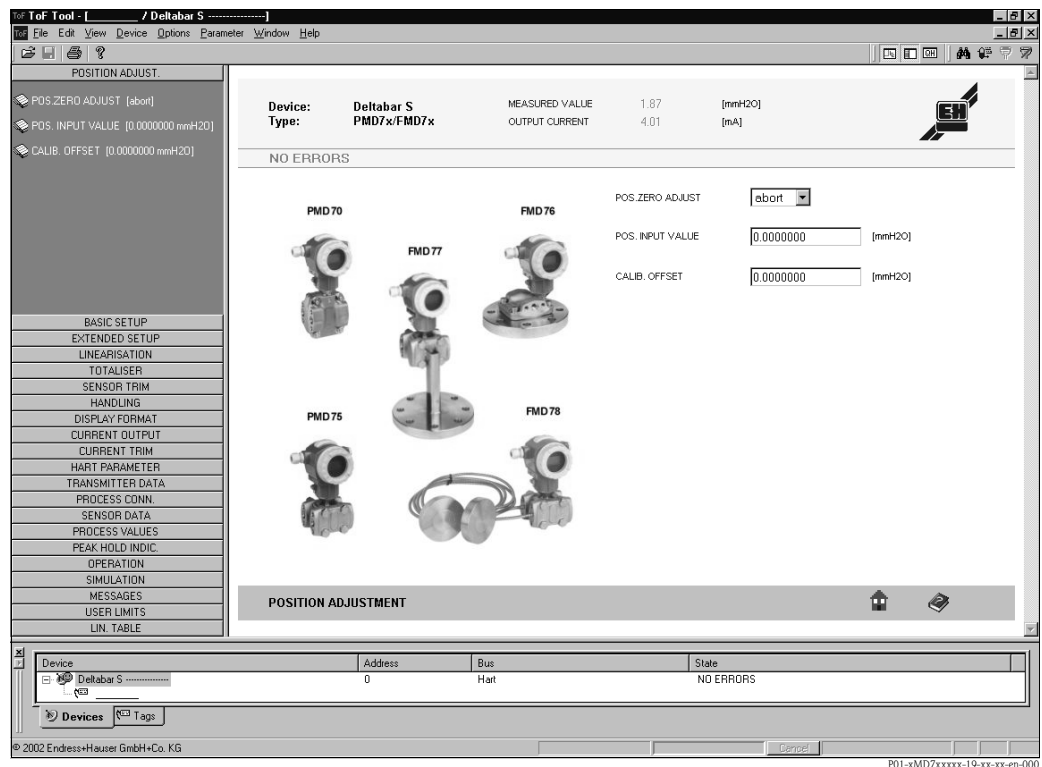 ToF Tool - [________ / Deltabar S ----------------]
File Edit View Device Options Parameter Window Help
POSITION ADJUST.
POS.ZERO ADJUST [abort]
POS. INPUT VALUE [0.0000000 mmH2O]
CALIB. OFFSET [0.0000000 mmH2O]
BASIC SETUP
EXTENDED SETUP
LINEARISATION
TOTALISER
SENSOR TRIM
HANDLING
DISPLAY FORMAT
CURRENT OUTPUT
CURRENT TRIM
HART PARAMETER
TRANSMITTER DATA
PROCESS CONN.
SENSOR DATA
PROCESS VALUES
PEAK HOLD INDIC.
OPERATION
SIMULATION
MESSAGES
USER LIMITS
LIN. TABLE
Device: Deltabar S MEASURED VALUE 1.87 [mmH2O]
Type: PMD7x/FMD7x OUTPUT CURRENT 4.01 [mA]
EH
NO ERRORS
PMD70
FMD77
FMD76
PMD75
FMD78
POS.ZERO ADJUST abort
POS. INPUT VALUE 0.0000000 [mmH2O]
CALIB. OFFSET 0.0000000 [mmH2O]
POSITION ADJUSTMENT
Device Address Bus State
Deltabar S --------------- 0 Hart NO ERRORS
Devices Tags
© 2002 Endress+Hauser GmbH+Co. KG
Cancel
P01-xMD7xxxxx-19-xx-xx-en-000